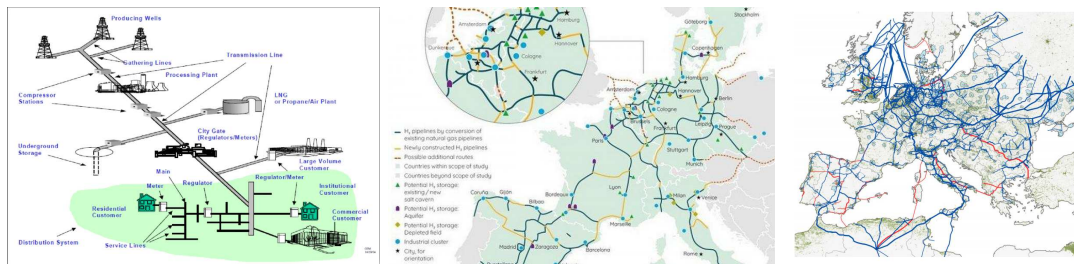 Producing Wells
Gathering Lines
Transmission Line
Processing Plant
Compressor
Stations
LNG
or Propane/Air Plant
City Gate
(Regulators/Meters)
Underground
Storage
Large Volume
Customer
Main
Regulator
Regulator/Meter
Meter
Institutional
Customer
Residential
Customer
Commercial
Customer
Distribution System
Service Lines
Amsterdam
Hamburg
Hannover
Dunkerque
Cologne
Frankfurt
Göteborg
Stockholm
Copenhagen
Hamburg
Amsterdam
Hannover
Berlin
Cologne
Brussels
Leipzig
Frankfurt
Prague
Paris
Stuttgart
Munich
H₂ pipelines by conversion of
existing natural gas pipelines
Newly constructed H₂ pipelines
Possible additional routes
Countries within scope of study
Countries beyond scope of study
Potential H₂ storage:
existing / new
salt cavern
Potential H₂ storage:
Aquifer
Potential H₂ storage:
Depleted field
Industrial cluster
City, for
orientation
Lyon
Milan
Venice
Coruña
Gijón
Bordeaux
Bilbao
Marseille
Madrid
Zaragoza
Barcelona
Rome